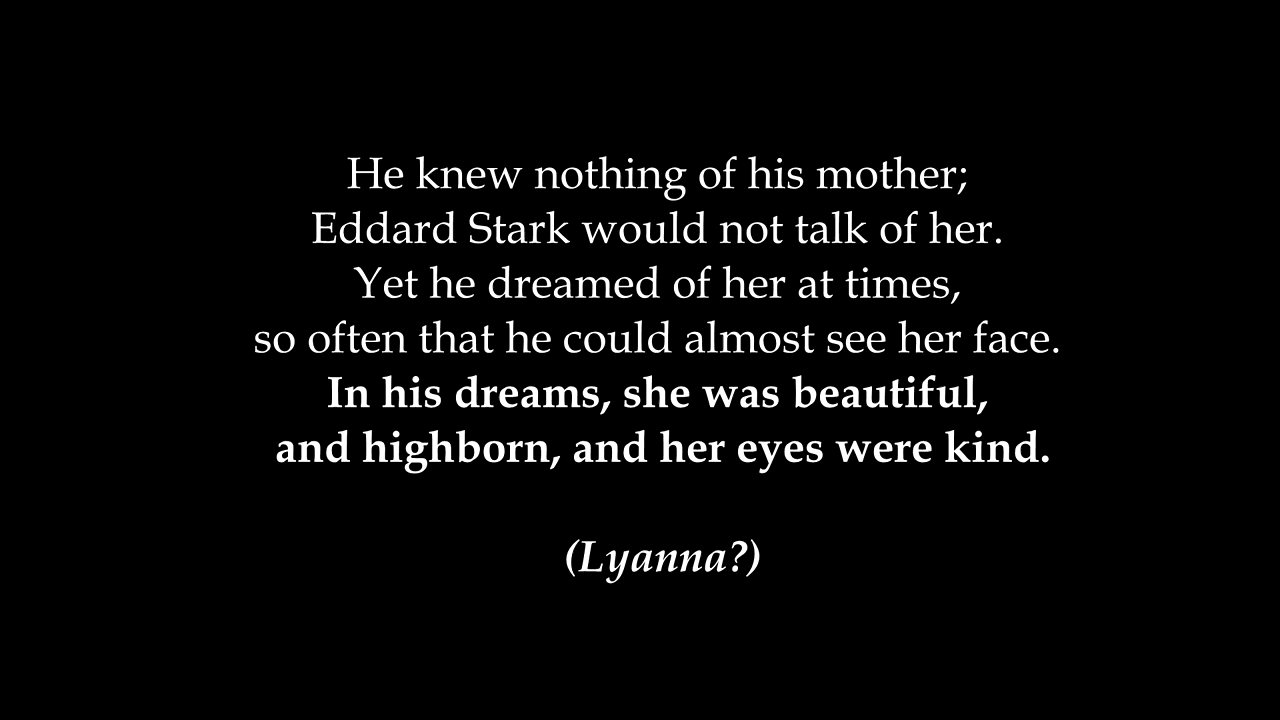 He knew nothing of his mother;
Eddard Stark would not talk of her.
Yet he dreamed of her at times,
so often that he could almost see her face.
In his dreams, she was beautiful,
and highborn, and her eyes were kind.
(Lyanna?)